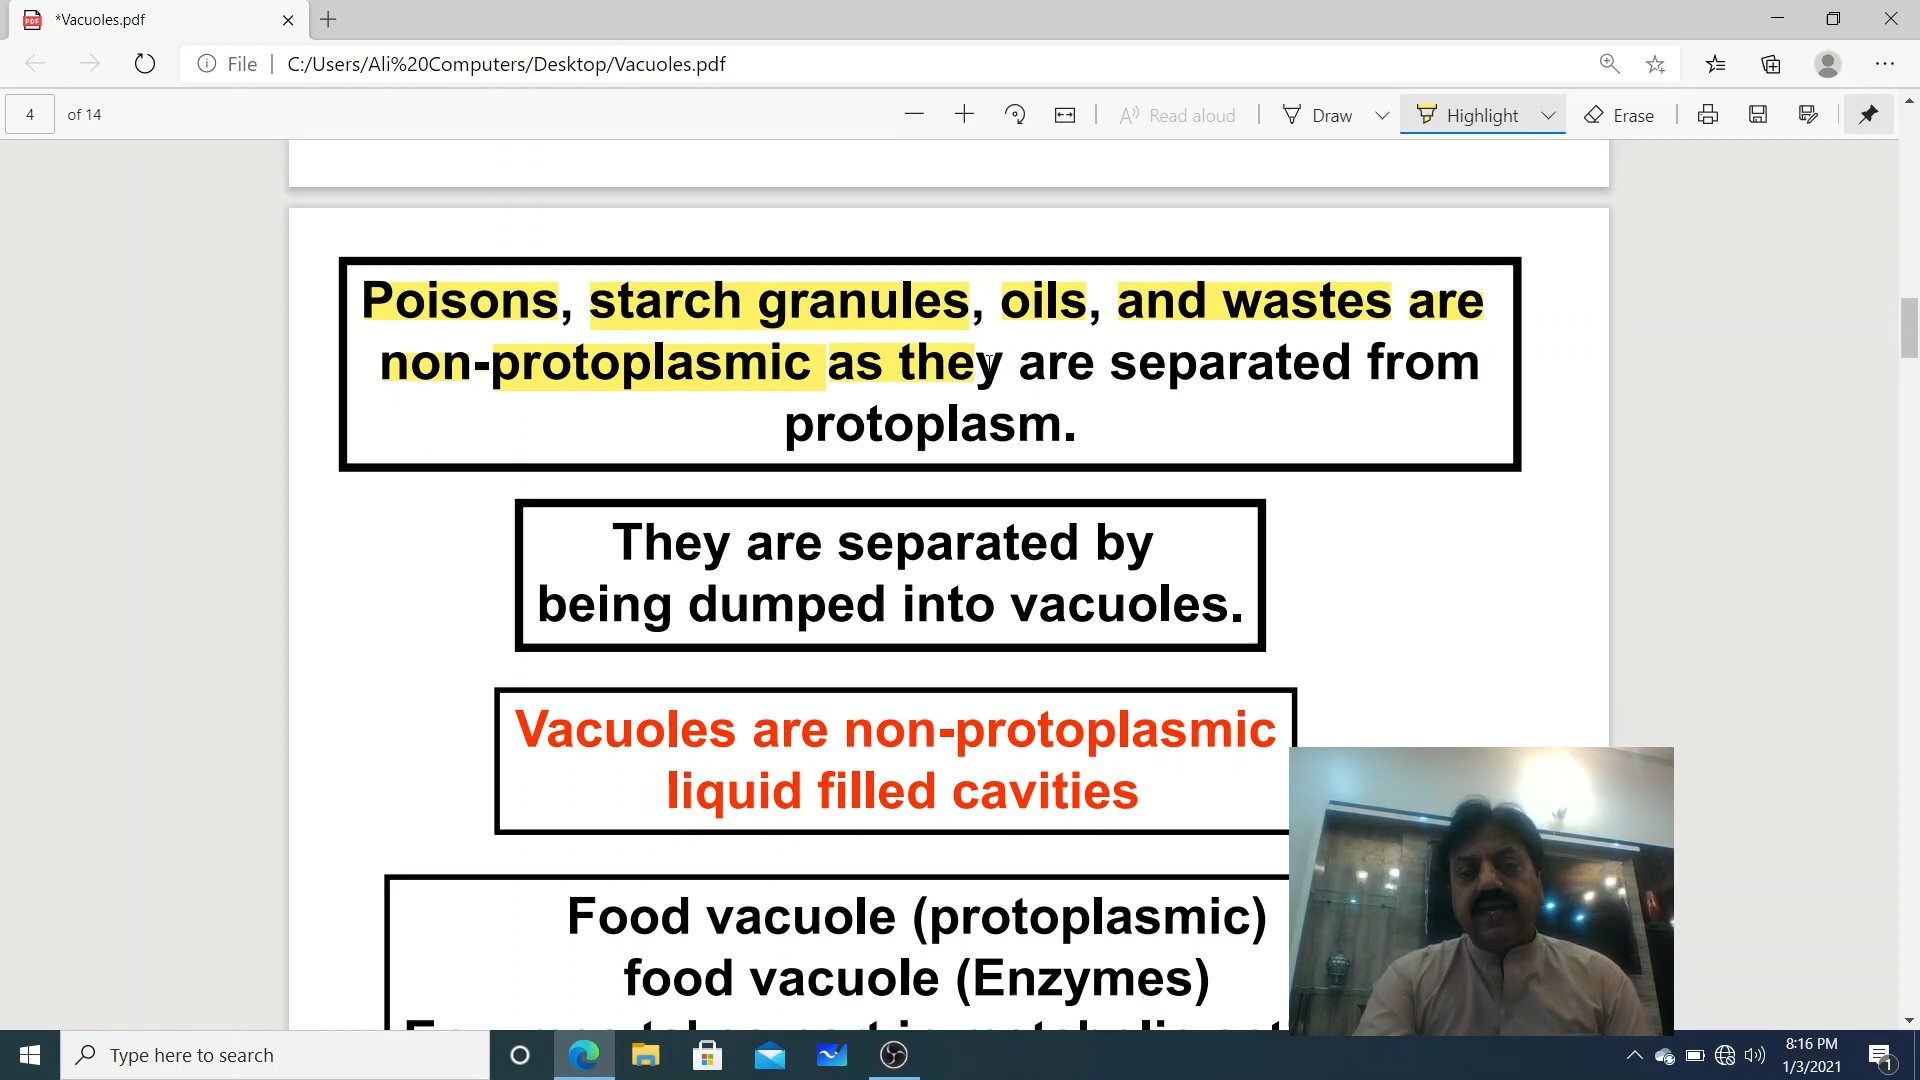 *Vacuoles.pdf
File | C:/Users/Ali%20Computers/Desktop/Vacuoles.pdf
4 of 14
Read aloud
Draw
Highlight
Erase
Poisons, starch granules, oils, and wastes are
non-protoplasmic as they are separated from
protoplasm.
They are separated by
being dumped into vacuoles.
Vacuoles are non-protoplasmic
liquid filled cavities
Food vacuole (protoplasmic)
food vacuole (Enzymes)
Type here to search
8:16 PM
1/3/2021
1